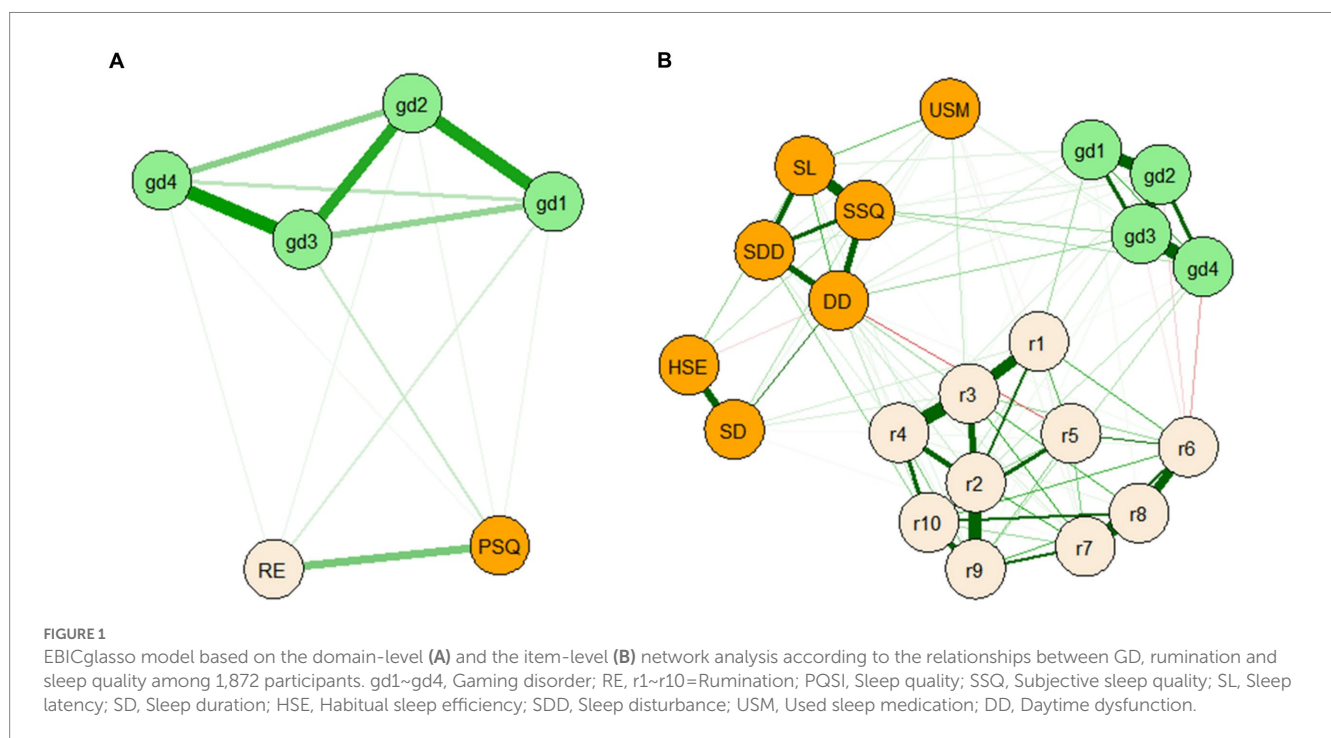 A
B
gd2
gd4
gd1
gd3
RE
PSQ
USM
SL
SSQ
SDD
DD
HSE
SD
gd1
gd2
gd3
gd4
r1
r3
r4
r5
r6
r2
r10
r8
r7
r9
FIGURE 1
EBICglasso model based on the domain-level (A) and the item-level (B) network analysis according to the relationships between GD, rumination and
sleep quality among 1,872 participants. gd1~gd4, Gaming disorder; RE, r1~r10=Rumination; PQSI, Sleep quality; SSQ, Subjective sleep quality; SL, Sleep
latency; SD, Sleep duration; HSE, Habitual sleep efficiency; SDD, Sleep disturbance; USM, Used sleep medication; DD, Daytime dysfunction.